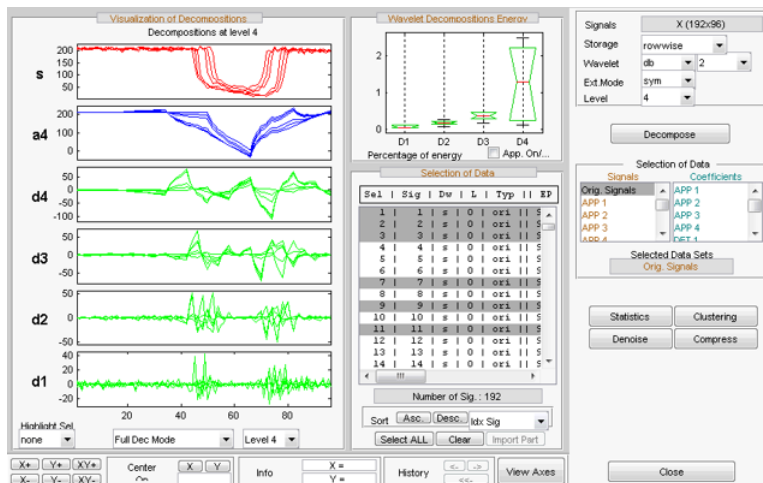 Visualization of Decompositions
Decompositions at level 4
s
200
150
100
50
a4
200
100
0
d4
50
0
-50
-100
d3
50
0
-50
d2
50
0
-50
d1
40
20
0
-20
20 40 60 80
Highlight Sel
none
Full Dec Mode
Level 4
Wavelet Decompositions Energy
2
1
0
D1 D2 D3 D4
Percentage of energy
App. On/...
Selection of Data
Sel | Sig | Dw | L | Typ || EP
1 | 1 | s | 0 | ori || S
2 | 2 | s | 0 | ori || S
3 | 3 | s | 0 | ori || S
4 | 4 | s | 0 | ori || S
5 | 5 | s | 0 | ori || S
6 | 6 | s | 0 | ori || S
7 | 7 | s | 0 | ori || S
8 | 8 | s | 0 | ori || S
9 | 9 | s | 0 | ori || S
10 | 10 | s | 0 | ori || S
11 | 11 | s | 0 | ori || S
12 | 12 | s | 0 | ori || S
13 | 13 | s | 0 | ori || S
14 | 14 | s | 0 | ori || S
Number of Sig. : 192
Sort Asc. Desc. Idx Sig
Select ALL Clear Import Part
Signals X (192x96)
Storage rowwise
Wavelet db 2
Ext.Mode sym
Level 4
Decompose
Selection of Data
Signals Coefficients
Orig. Signals APP 1
APP 1 APP 2
APP 2 APP 3
APP 3 APP 4
APP 4 DET 1
Selected Data Sets
Orig. Signals
Statistics Clustering
Denoise Compress
X+ Y+ XY+
X- Y- XY-
Center On X Y
Info X =
Y =
History <- ->
<<-
View Axes
Close